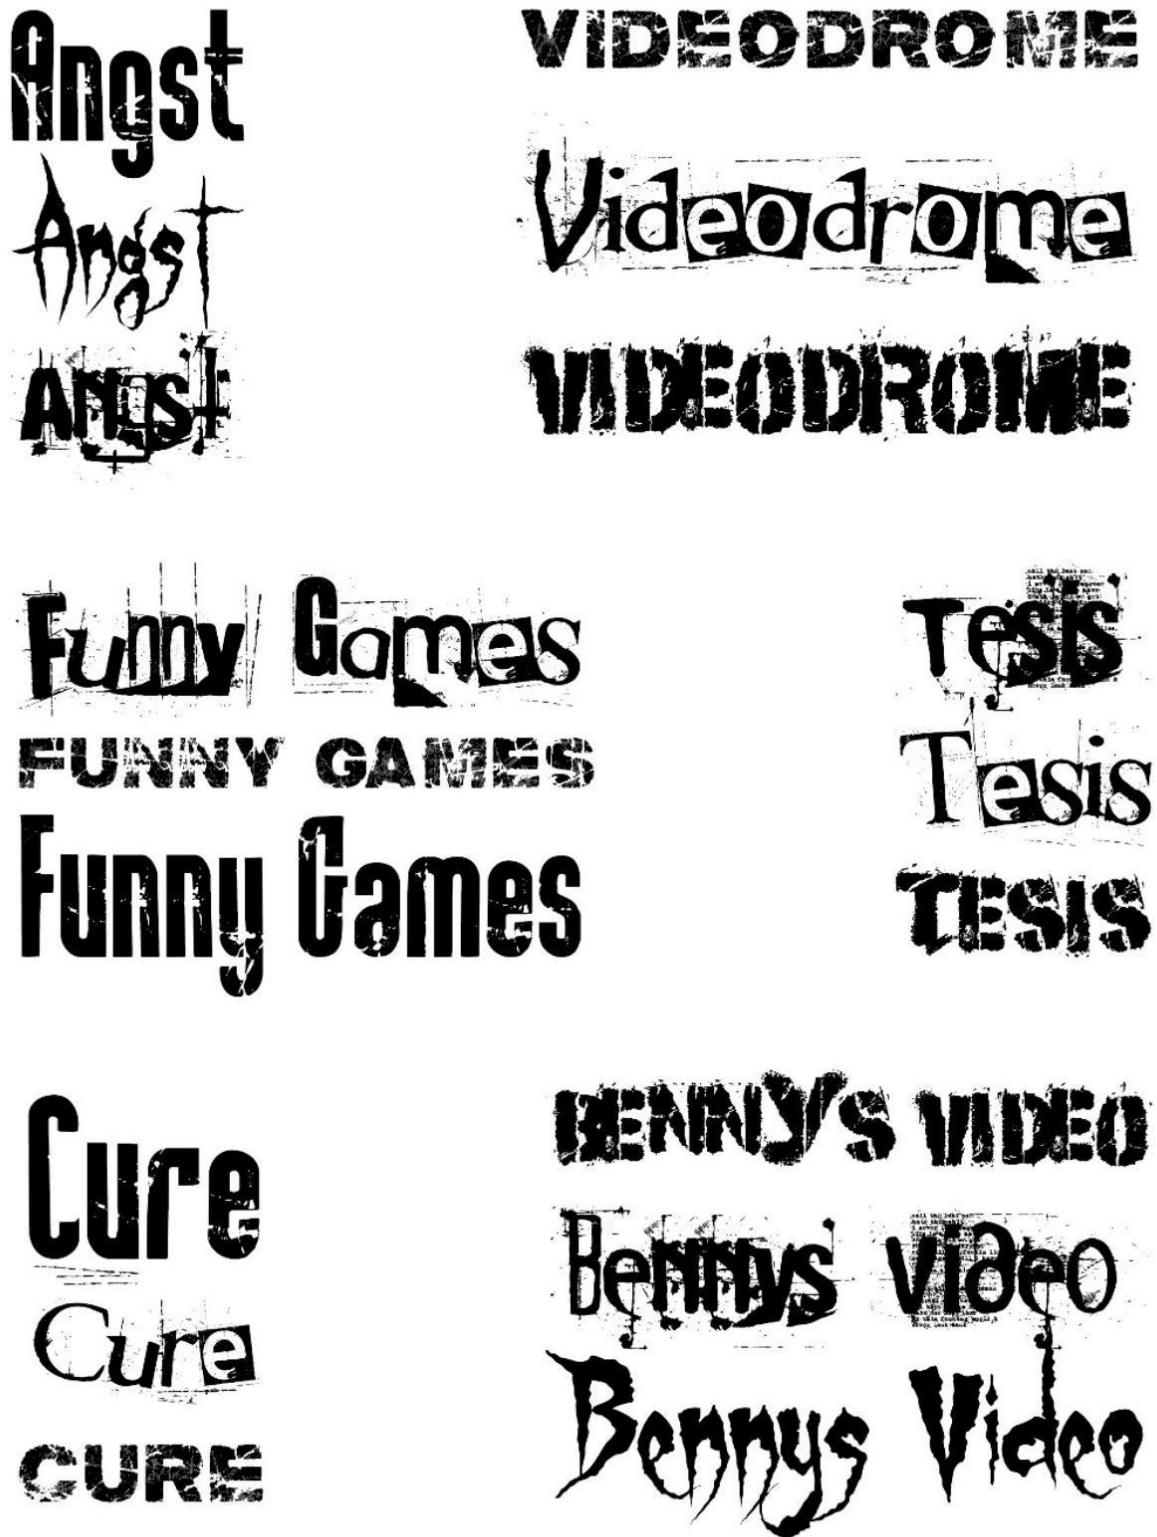 Angst
Angst
Angst
VIDEODROME
Videodrome
VIDEODROME
Funny Games
FUNNY GAMES
Funny Games
Tesis
Tesis
TESIS
Cure
Cure
CURE
BENNY'S VIDEO
Bennys video
Bennys Video